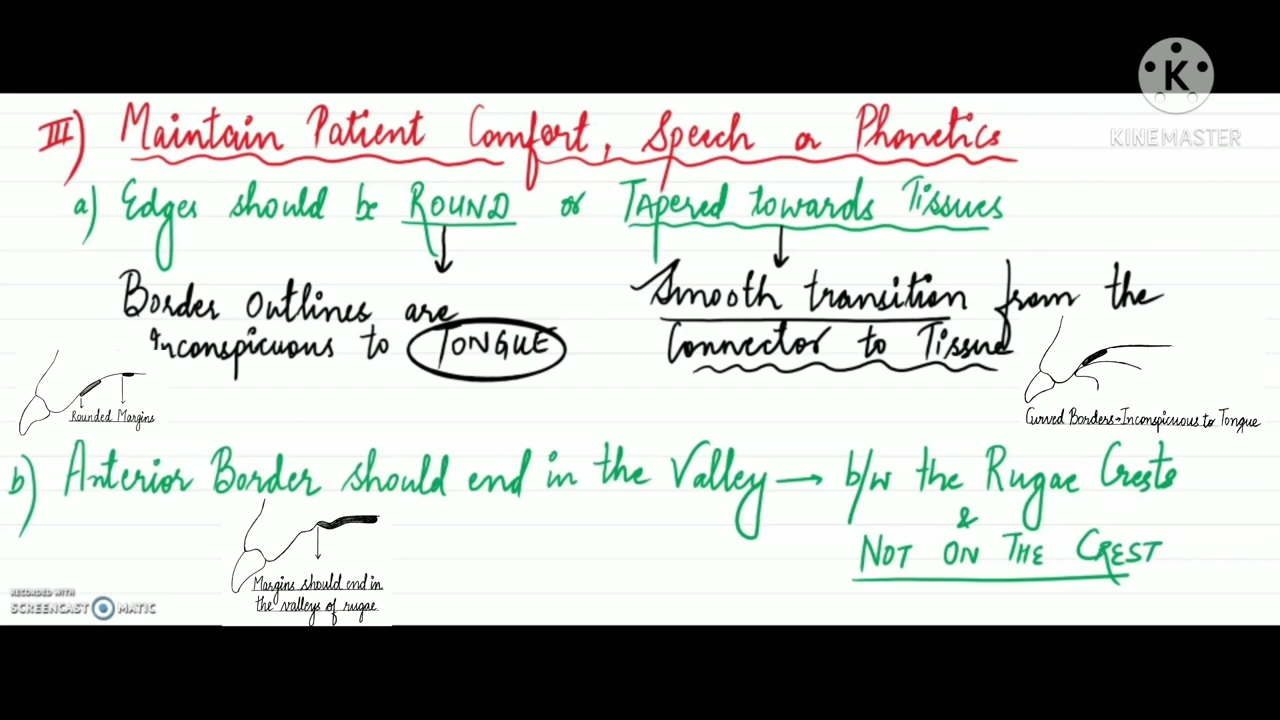 K
KINEMASTER
III) Maintain Patient Comfort, Speech or Phonetics
a) Edges should be ROUND or Tapered towards Tissues
Border Outlines are
Inconspicuous to TONGUE
Smooth transition from the
Connector to Tissue
Rounded Margins
Curved Borders→Inconspicuous to Tongue
b) Anterior Border should end in the Valley → b/w the Rugae Crests
&
NOT ON THE CREST
Margins should end in
the valleys of rugae
RECORDED WITH
SCREENCAST MATIC